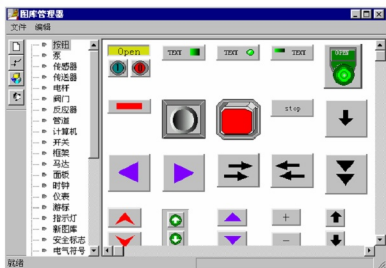 图库管理器
文件 编辑
按钮
泵
传感器
传送器
电杆
阀门
反应器
管道
计算机
开关
框架
马达
面板
时钟
仪表
游标
指示灯
新图库
安全标志
电气符号
Open
TEXT
TEXT
TEXT
OPEN
stop
就绪